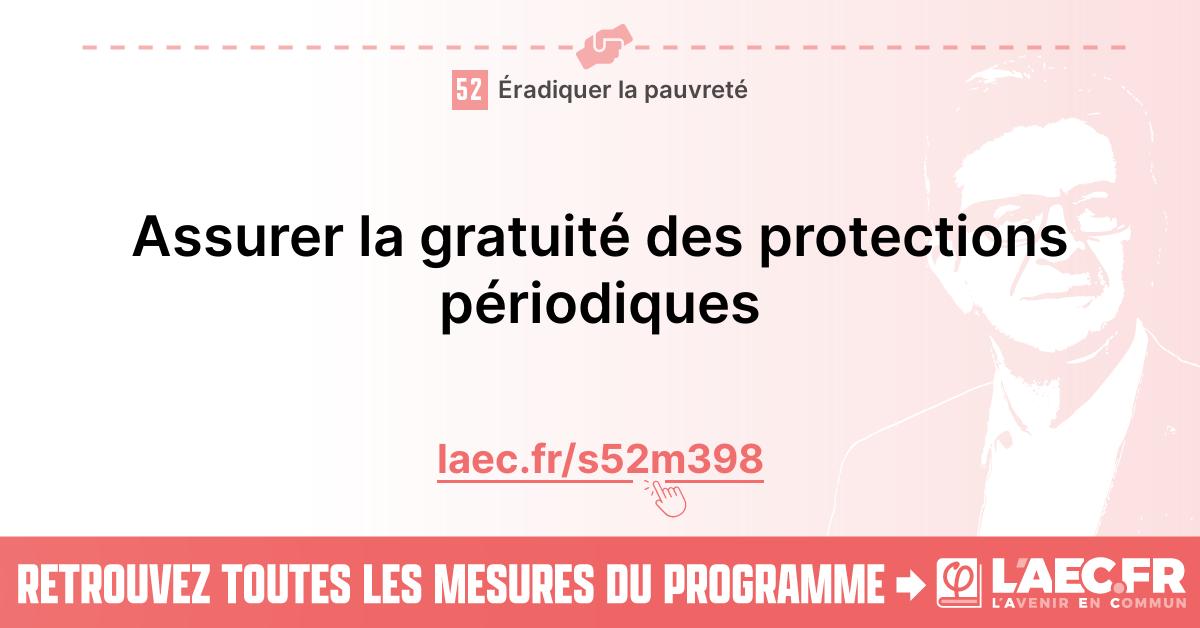 52 Éradiquer la pauvreté
Assurer la gratuité des protections
périodiques
laec.fr/s52m398
RETROUVEZ TOUTES LES MESURES DU PROGRAMME
φ L'AEC.FR
L'AVENIR EN COMMUN